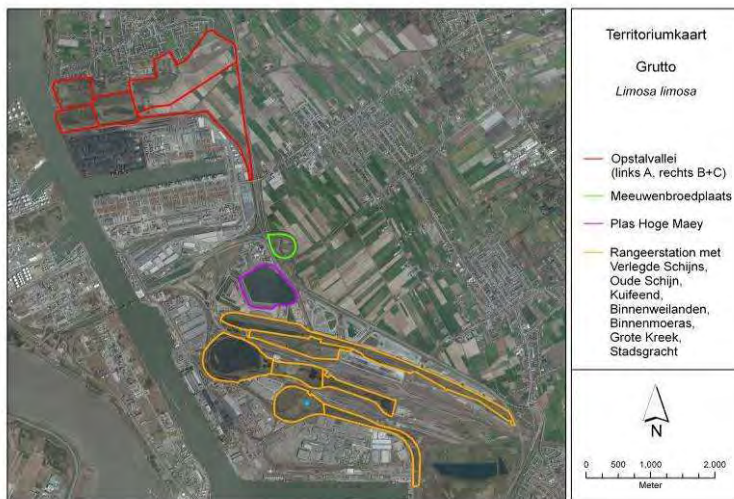 Territoriumkaart
Grutto
Limosa limosa
Opstalvallei
(links A, rechts B+C)
Meeuwenbroedplaats
Plas Hoge Maey
Rangeerstation met
Verlegde Schijns,
Oude Schijn,
Kuifeend,
Binnenweilanden,
Binnenmoeras,
Grote Kreek,
Stadsgracht
N
0 500 1.000 2.000
Meter